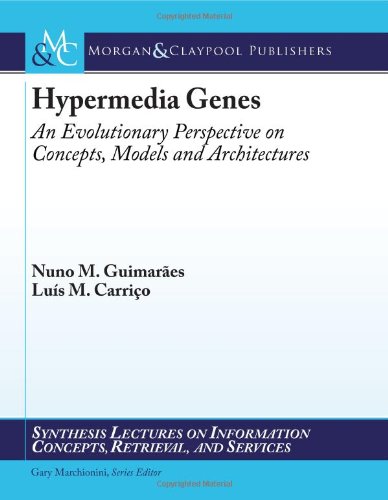 M
& C
MORGAN&CLAYPOOL PUBLISHERS
Hypermedia Genes
An Evolutionary Perspective on
Concepts, Models and Architectures
Nuno M. Guimarães
Luís M. Carriço
SYNTHESIS LECTURES ON INFORMATION
CONCEPTS, RETRIEVAL, AND SERVICES
Gary Marchionini, Series Editor